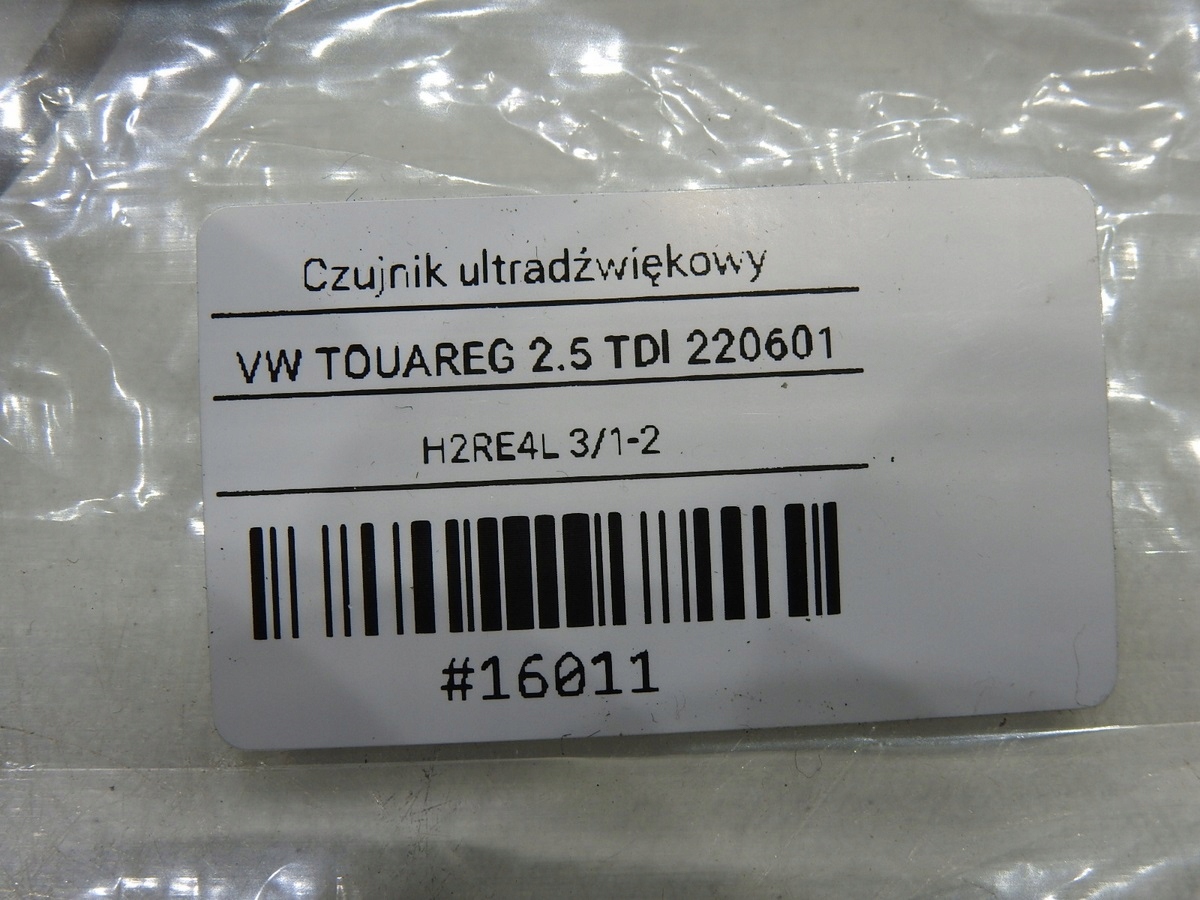 Czujnik ultradźwiękowy
VW TOUAREG 2.5 TDI 220601
H2RE4L 3/1-2
#16011